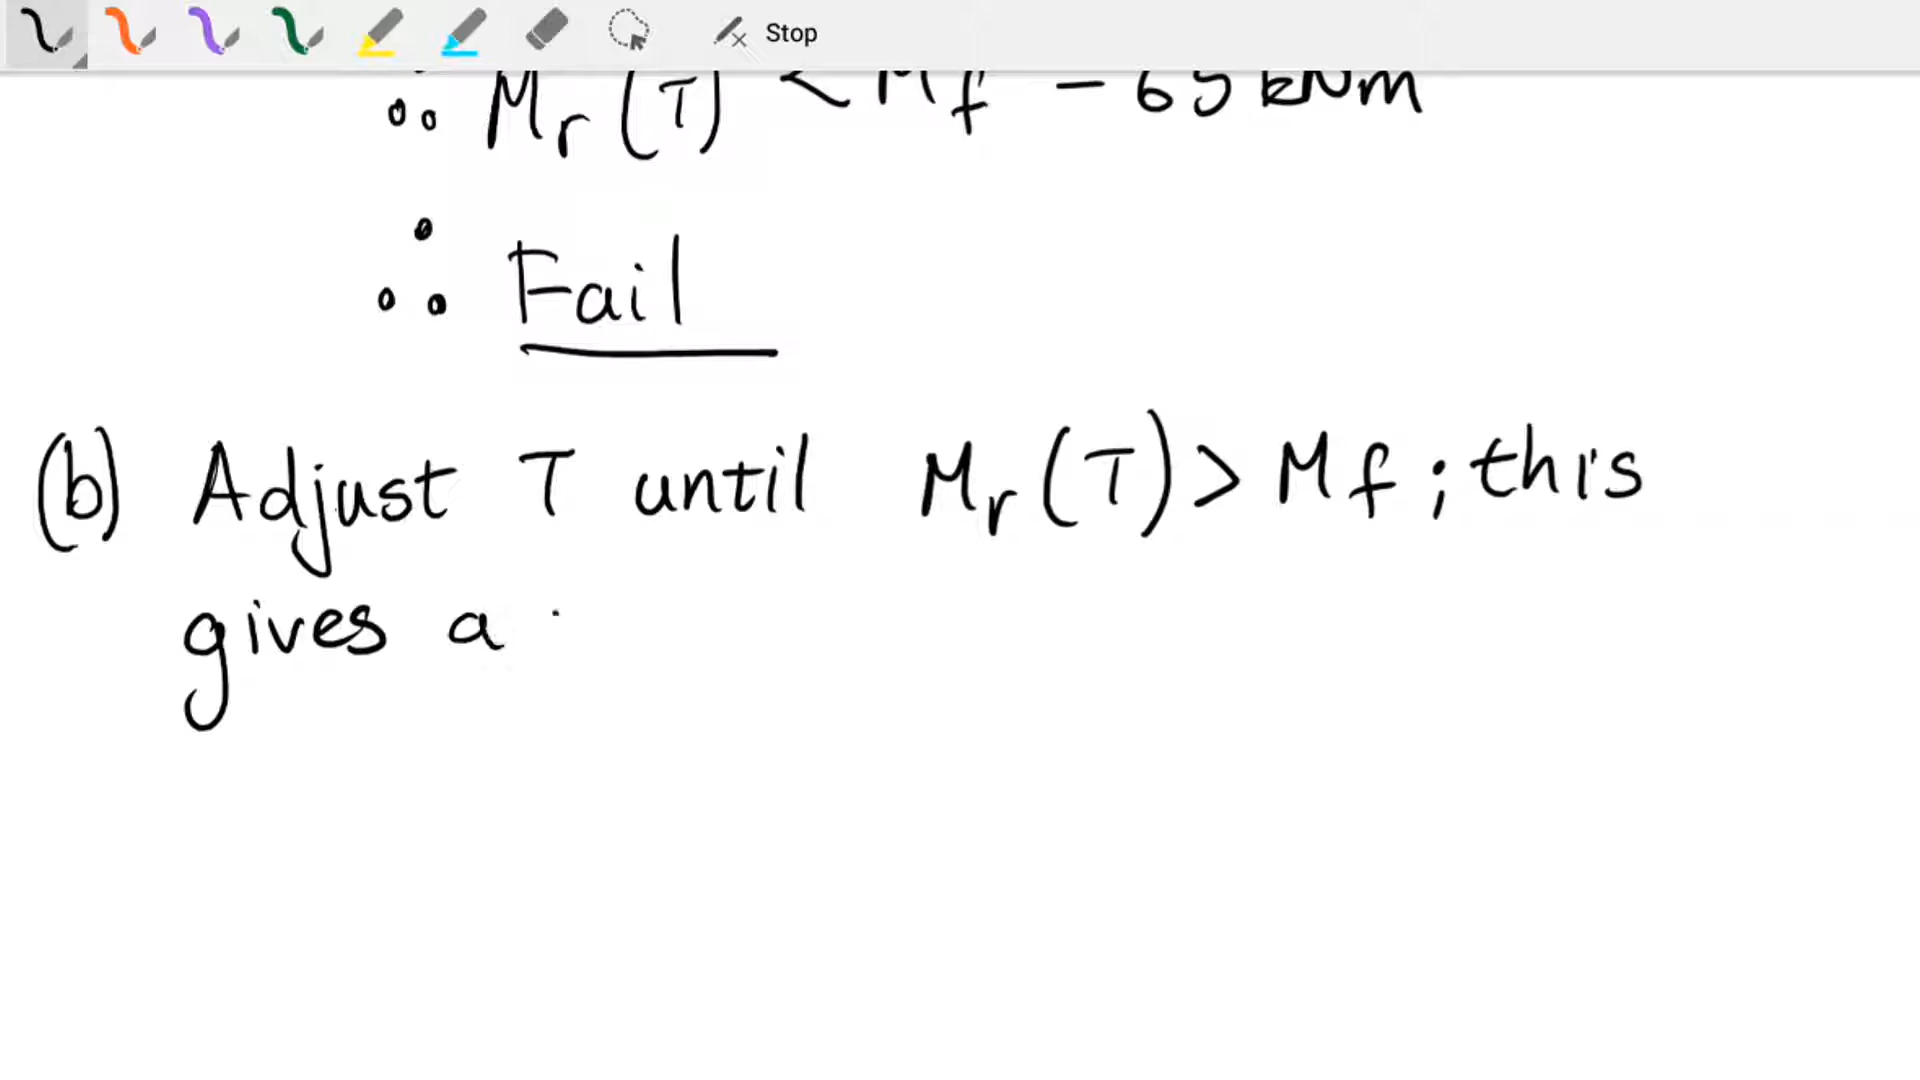 Stop
∴ Mr (T) < Mf - 65 kNm
∴ Fail
(b) Adjust T until Mr (T) > Mf ; this
gives a